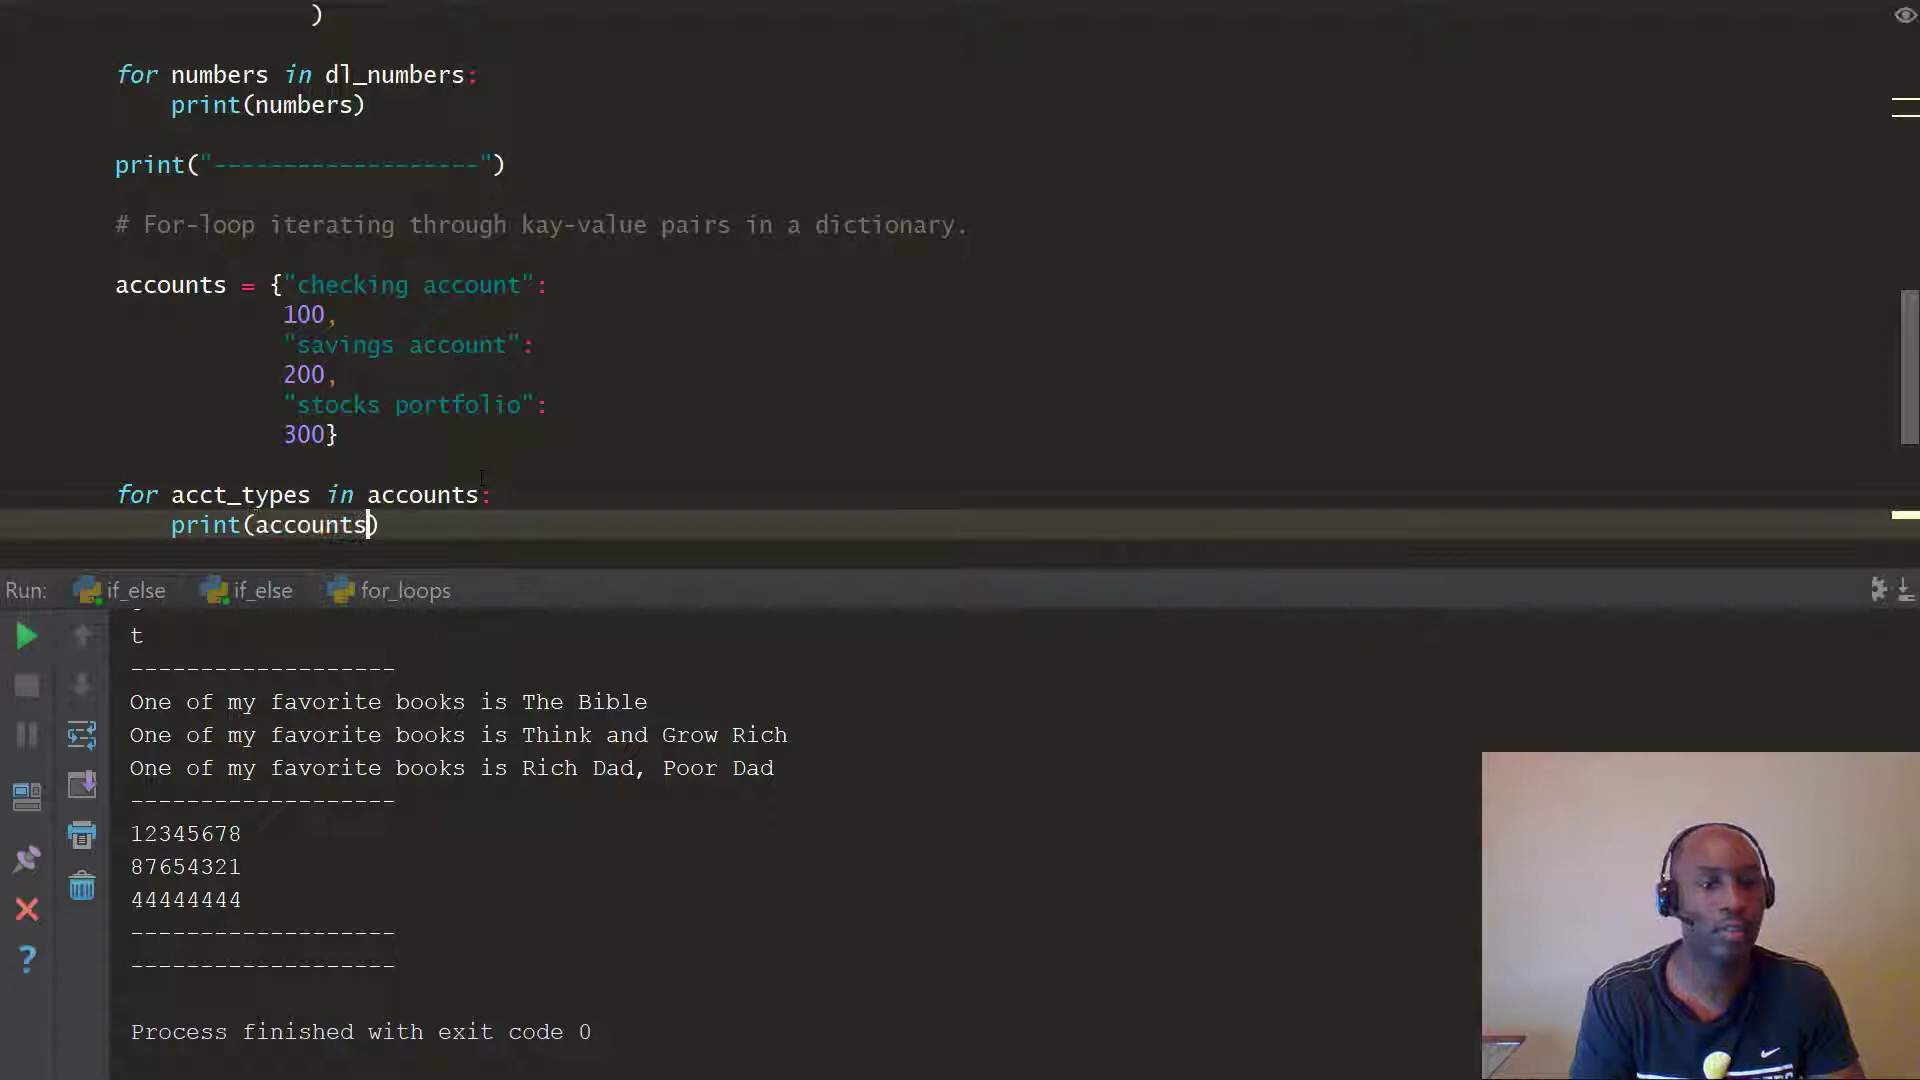 )
for numbers in dl_numbers:
print(numbers)
print("-------------------")
# For-loop iterating through kay-value pairs in a dictionary.
accounts = {"checking account":
100,
"savings account":
200,
"stocks portfolio":
300}
for acct_types in accounts:
print(accounts)
Run: if_else if_else for_loops
t
-------------------
One of my favorite books is The Bible
One of my favorite books is Think and Grow Rich
One of my favorite books is Rich Dad, Poor Dad
-------------------
12345678
87654321
44444444
-------------------
-------------------
Process finished with exit code 0